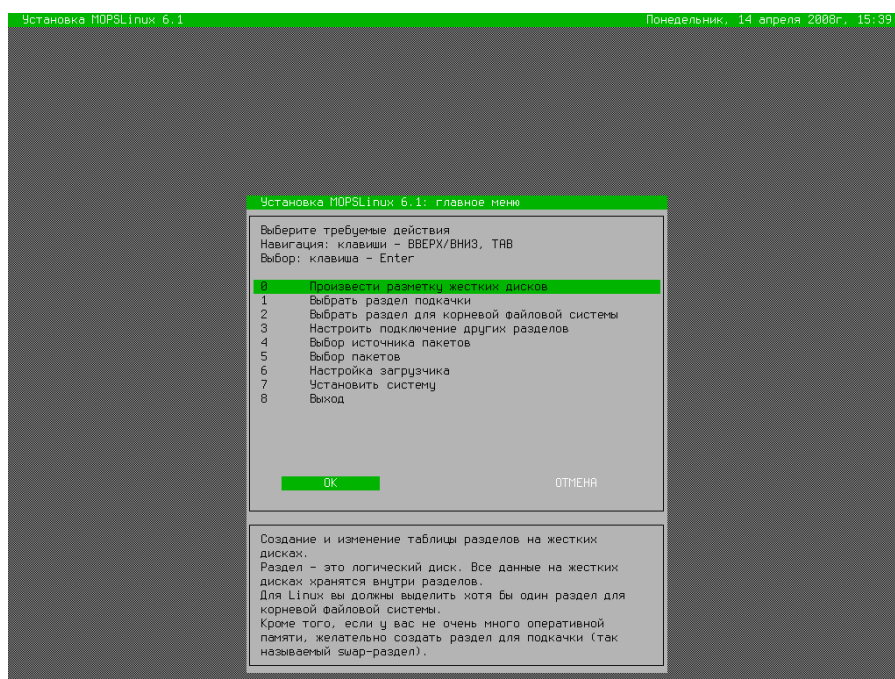 Установка MOPSLinux 6.1 Понедельник, 14 апреля 2008г, 15:39
Установка MOPSLinux 6.1: главное меню
Выберите требуемые действия
Навигация: клавиши - ВВЕРХ/ВНИЗ, TAB
Выбор: клавиша - Enter
0 Произвести разметку жестких дисков
1 Выбрать раздел подкачки
2 Выбрать раздел для корневой файловой системы
3 Настроить подключение других разделов
4 Выбор источника пакетов
5 Выбор пакетов
6 Настройка загрузчика
7 Установить систему
8 Выход
OK ОТМЕНА
Создание и изменение таблицы разделов на жестких
дисках.
Раздел - это логический диск. Все данные на жестких
дисках хранятся внутри разделов.
Для Linux вы должны выделить хотя бы один раздел для
корневой файловой системы.
Кроме того, если у вас не очень много оперативной
памяти, желательно создать раздел для подкачки (так
называемый swap-раздел).